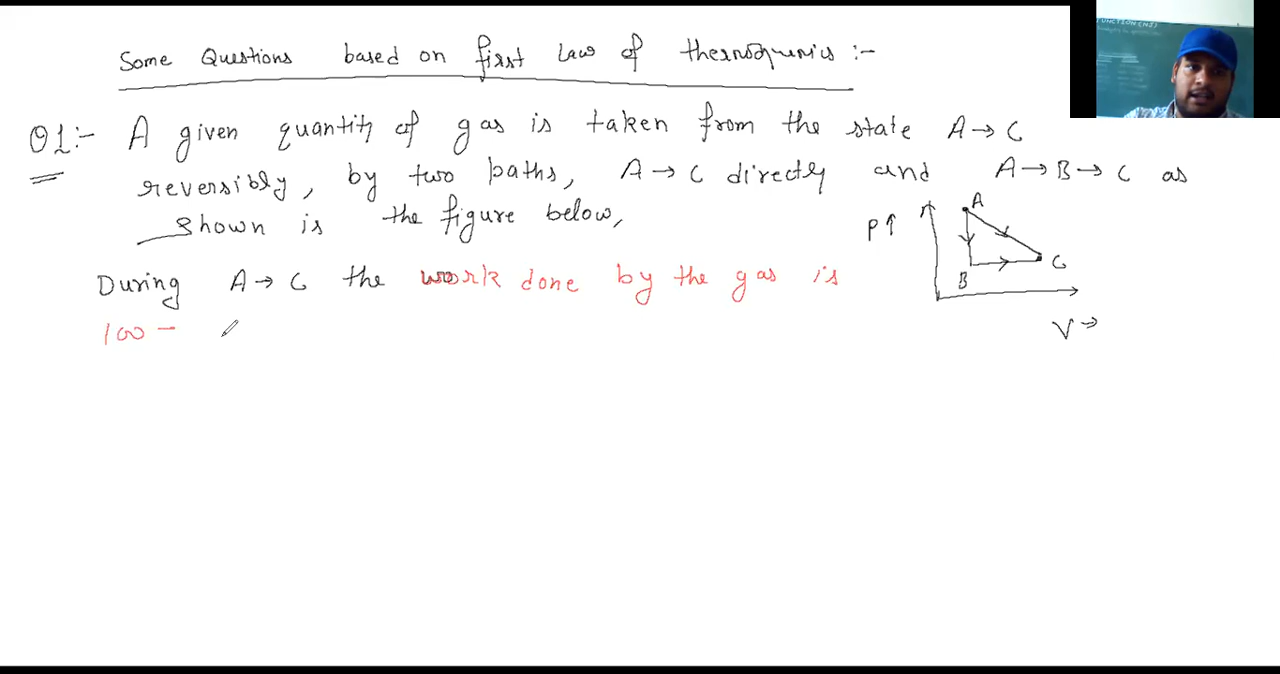 Some Questions based on first law of thermodynamics :-
Q1:- A given quantity of gas is taken from the state A → C
reversibly, by two paths, A → C directly and A → B → C as
shown is the figure below,
During A → C the work done by the gas is
100 -
P↑
A
B
C
V →